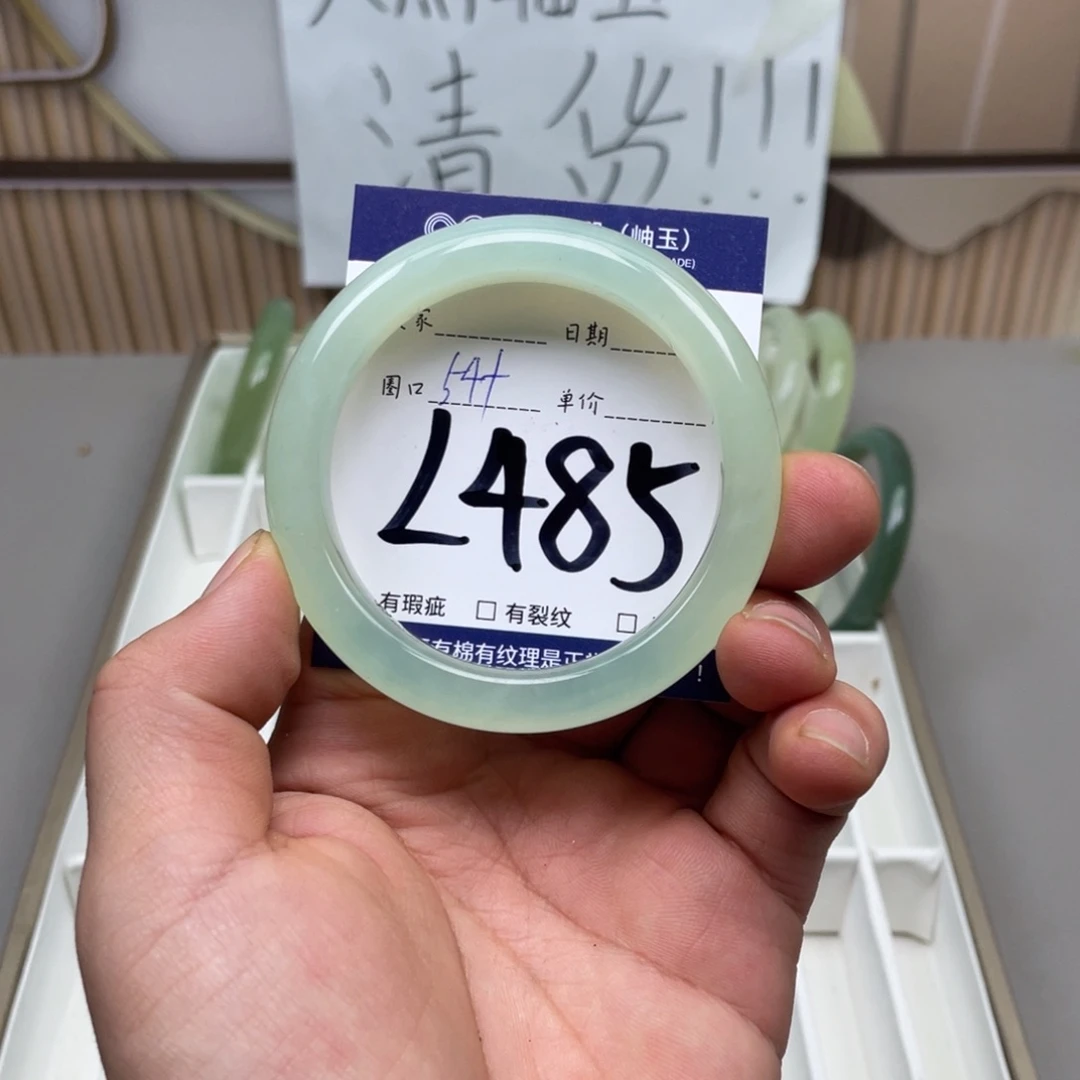 清货!!!
(岫玉)
ADE)
家 日期
圈口 54+ 单价
L485
有瑕疵 □ 有裂纹 □
有棉有纹理是正 !